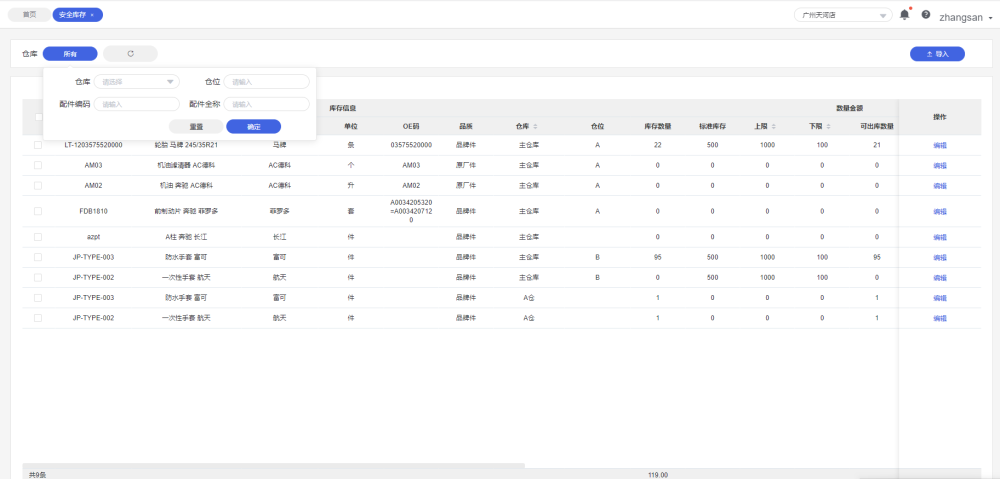 首页 安全库存 × 广州天河店 zhangsan
仓库 所有 导入
仓库 请选择 仓位 请输入
配件编码 请输入 配件全称 请输入
重置 确定
库存信息 数量金额 操作
单位 OE码 品质 仓库 仓位 库存数量 标准库存 上限 下限 可出库数量
LT-1203575520000 轮胎 马牌 245/35R21 马牌 条 03575520000 品牌件 主仓库 A 22 500 1000 100 21 编辑
AM03 机油滤清器 AC德科 AC德科 个 AM03 原厂件 主仓库 A 0 0 0 0 0 编辑
AM02 机油 奔驰 AC德科 AC德科 升 AM02 原厂件 主仓库 A 0 0 0 0 0 编辑
FDB1810 前制动片 奔驰 菲罗多 菲罗多 套 A0034205320=A0034207120 品牌件 主仓库 A 0 0 0 0 0 编辑
azpt A柱 奔驰 长江 长江 件 品牌件 主仓库 0 0 0 0 0 编辑
JP-TYPE-003 防水手套 富可 富可 件 品牌件 主仓库 B 95 500 1000 100 95 编辑
JP-TYPE-002 一次性手套 航天 航天 件 品牌件 主仓库 B 0 500 1000 100 0 编辑
JP-TYPE-003 防水手套 富可 富可 件 品牌件 A仓 1 0 0 0 1 编辑
JP-TYPE-002 一次性手套 航天 航天 件 品牌件 A仓 1 0 0 0 1 编辑
共9条 119.00